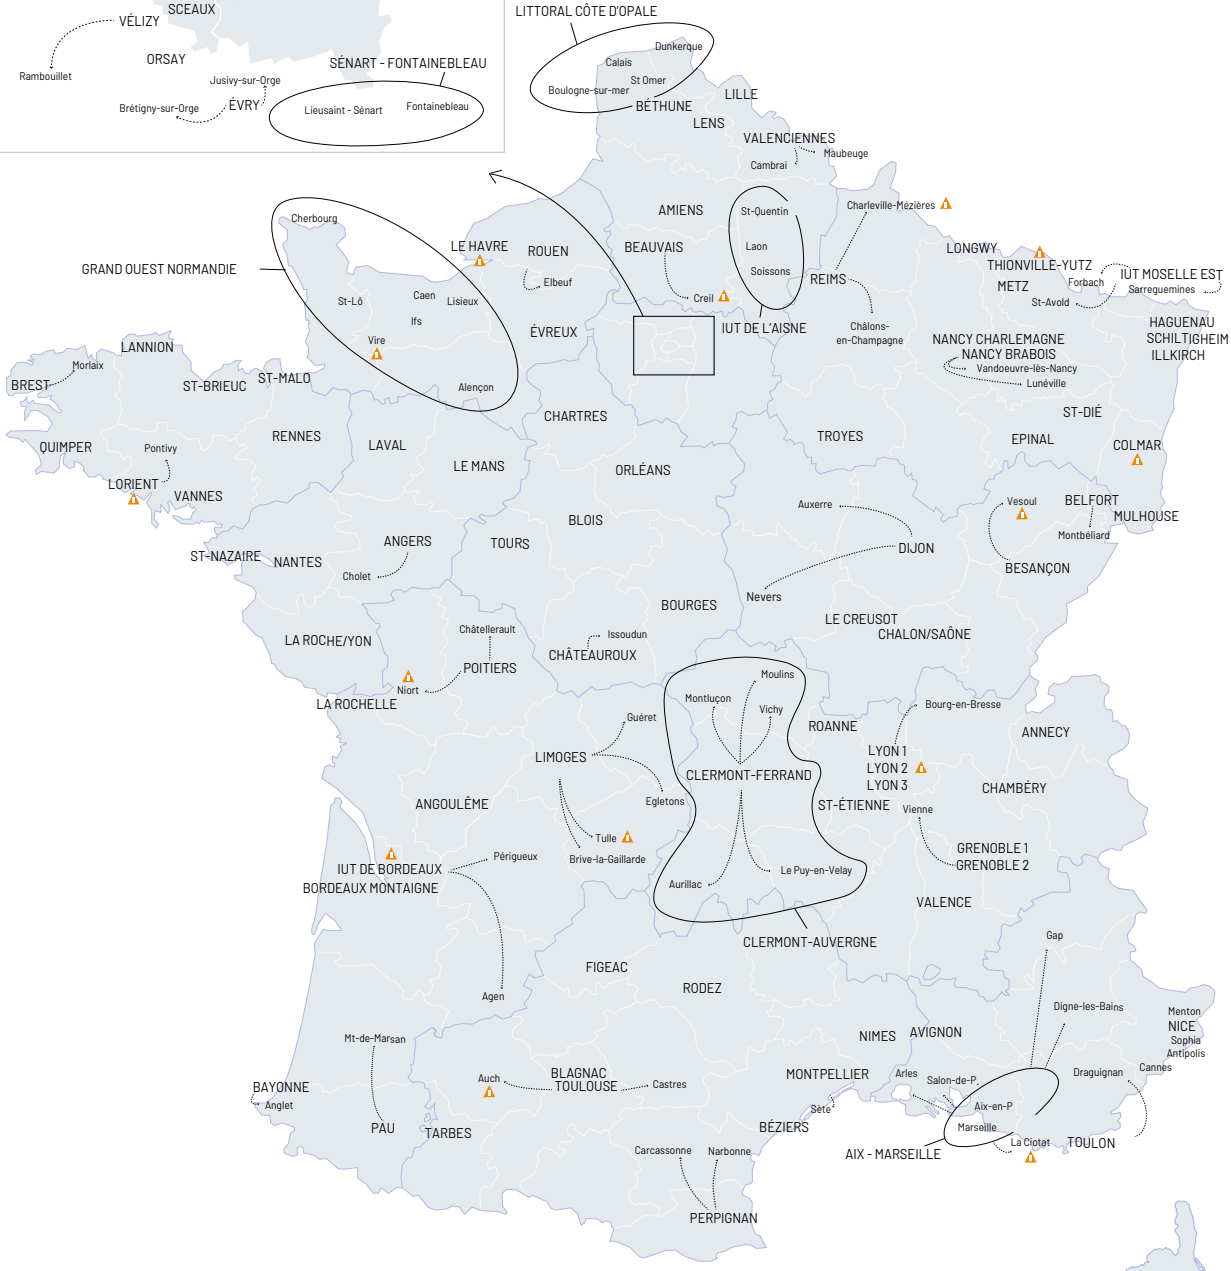 SCEAUX
VÉLIZY
ORSAY
Rambouillet
Jusivy-sur-Orge
Brétigny-sur-Orge
ÉVRY
SÉNART - FONTAINEBLEAU
Lieusaint - Sénart
Fontainebleau
LITTORAL CÔTE D'OPALE
Dunkerque
Calais
St Omer
Boulogne-sur-mer
BÉTHUNE
LILLE
LENS
VALENCIENNES
Maubeuge
Cambrai
Cherbourg
GRAND OUEST NORMANDIE
LE HAVRE
ROUEN
Elbeuf
AMIENS
BEAUVAIS
Creil
St-Quentin
Laon
Soissons
IUT DE L'AISNE
Charleville-Mézières
REIMS
Châlons-
en-Champagne
LONGWY
THIONVILLE-YUTZ
METZ
Forbach
IUT MOSELLE EST
Sarreguemines
St-Avold
St-Lô
Caen
Lisieux
Ifs
Vire
Alençon
ÉVREUX
NANCY CHARLEMAGNE
NANCY BRABOIS
Vandoeuvre-lès-Nancy
Lunéville
HAGUENAU
SCHILTIGHEIM
ILLKIRCH
LANNION
Morlaix
BREST
ST-BRIEUC
ST-MALO
QUIMPER
Pontivy
LORIENT
VANNES
RENNES
LAVAL
LE MANS
CHARTRES
ORLÉANS
TROYES
ST-DIÉ
EPINAL
COLMAR
BLOIS
Auxerre
Vesoul
BELFORT
MULHOUSE
Montbéliard
ST-NAZAIRE
NANTES
ANGERS
Cholet
TOURS
DIJON
BESANÇON
Nevers
BOURGES
LE CREUSOT
CHALON/SAÔNE
LA ROCHE/YON
Châtellerault
POITIERS
Niort
LA ROCHELLE
Issoudun
CHÂTEAUROUX
Moulins
Montluçon
Vichy
CLERMONT-FERRAND
Aurillac
Le Puy-en-Velay
CLERMONT-AUVERGNE
ROANNE
Bourg-en-Bresse
LYON 1
LYON 2
LYON 3
ANNECY
CHAMBÉRY
Guéret
LIMOGES
Egletons
Tulle
Brive-la-Gaillarde
ANGOULÊME
ST-ÉTIENNE
Vienne
GRENOBLE 1
GRENOBLE 2
VALENCE
Périgueux
IUT DE BORDEAUX
BORDEAUX MONTAIGNE
Agen
FIGEAC
RODEZ
Gap
Digne-les-Bains
Menton
NICE
Sophia
Antipolis
Cannes
Mt-de-Marsan
NIMES
AVIGNON
BAYONNE
Anglet
Auch
BLAGNAC
TOULOUSE
Castres
MONTPELLIER
Sète
Arles
Salon-de-P.
Draguignan
Aix-en-P
Marseille
La Ciotat
TOULON
AIX - MARSEILLE
PAU
TARBES
BÉZIERS
Carcassonne
Narbonne
PERPIGNAN